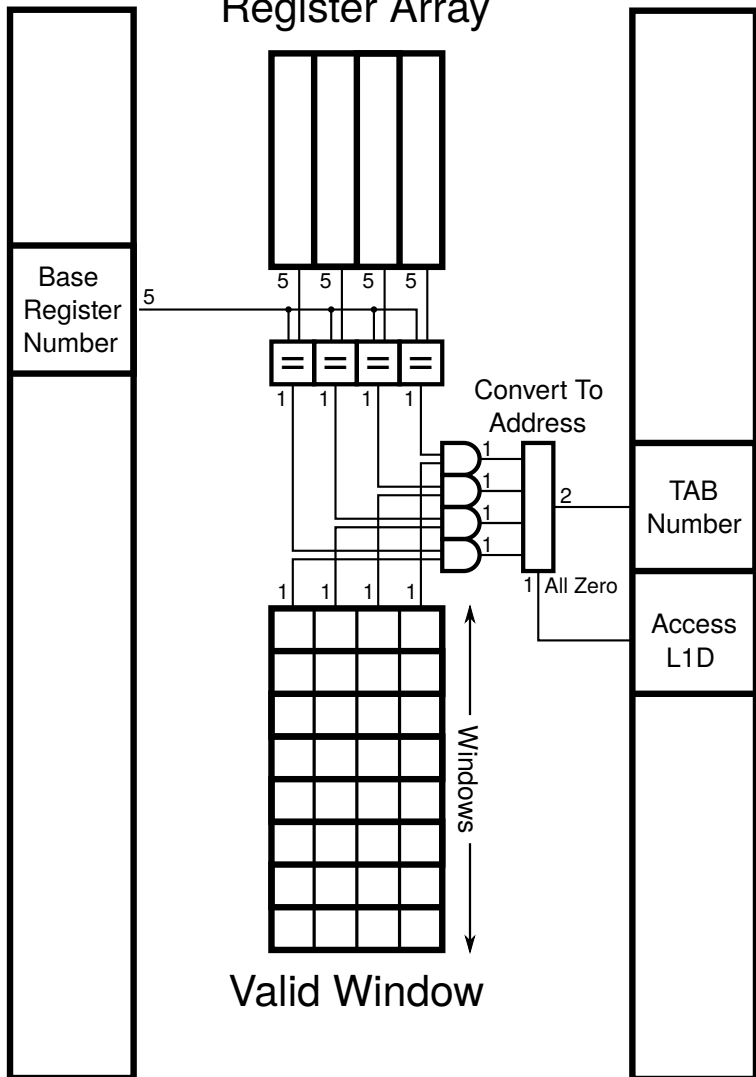 Register Array
5 5 5 5
Base
Register
Number
5
= = = =
1 1 1 1
Convert To
Address
1
1
1
1
2
TAB
Number
1 All Zero
1 1 1 1
Access
L1D
Windows
Valid Window